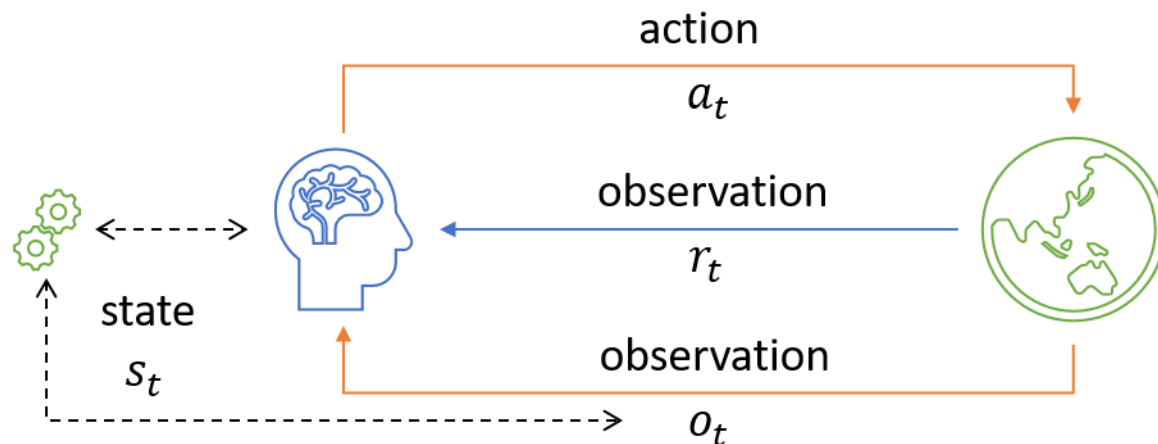 action
a_t
observation
r_t
state
s_t
observation
o_t